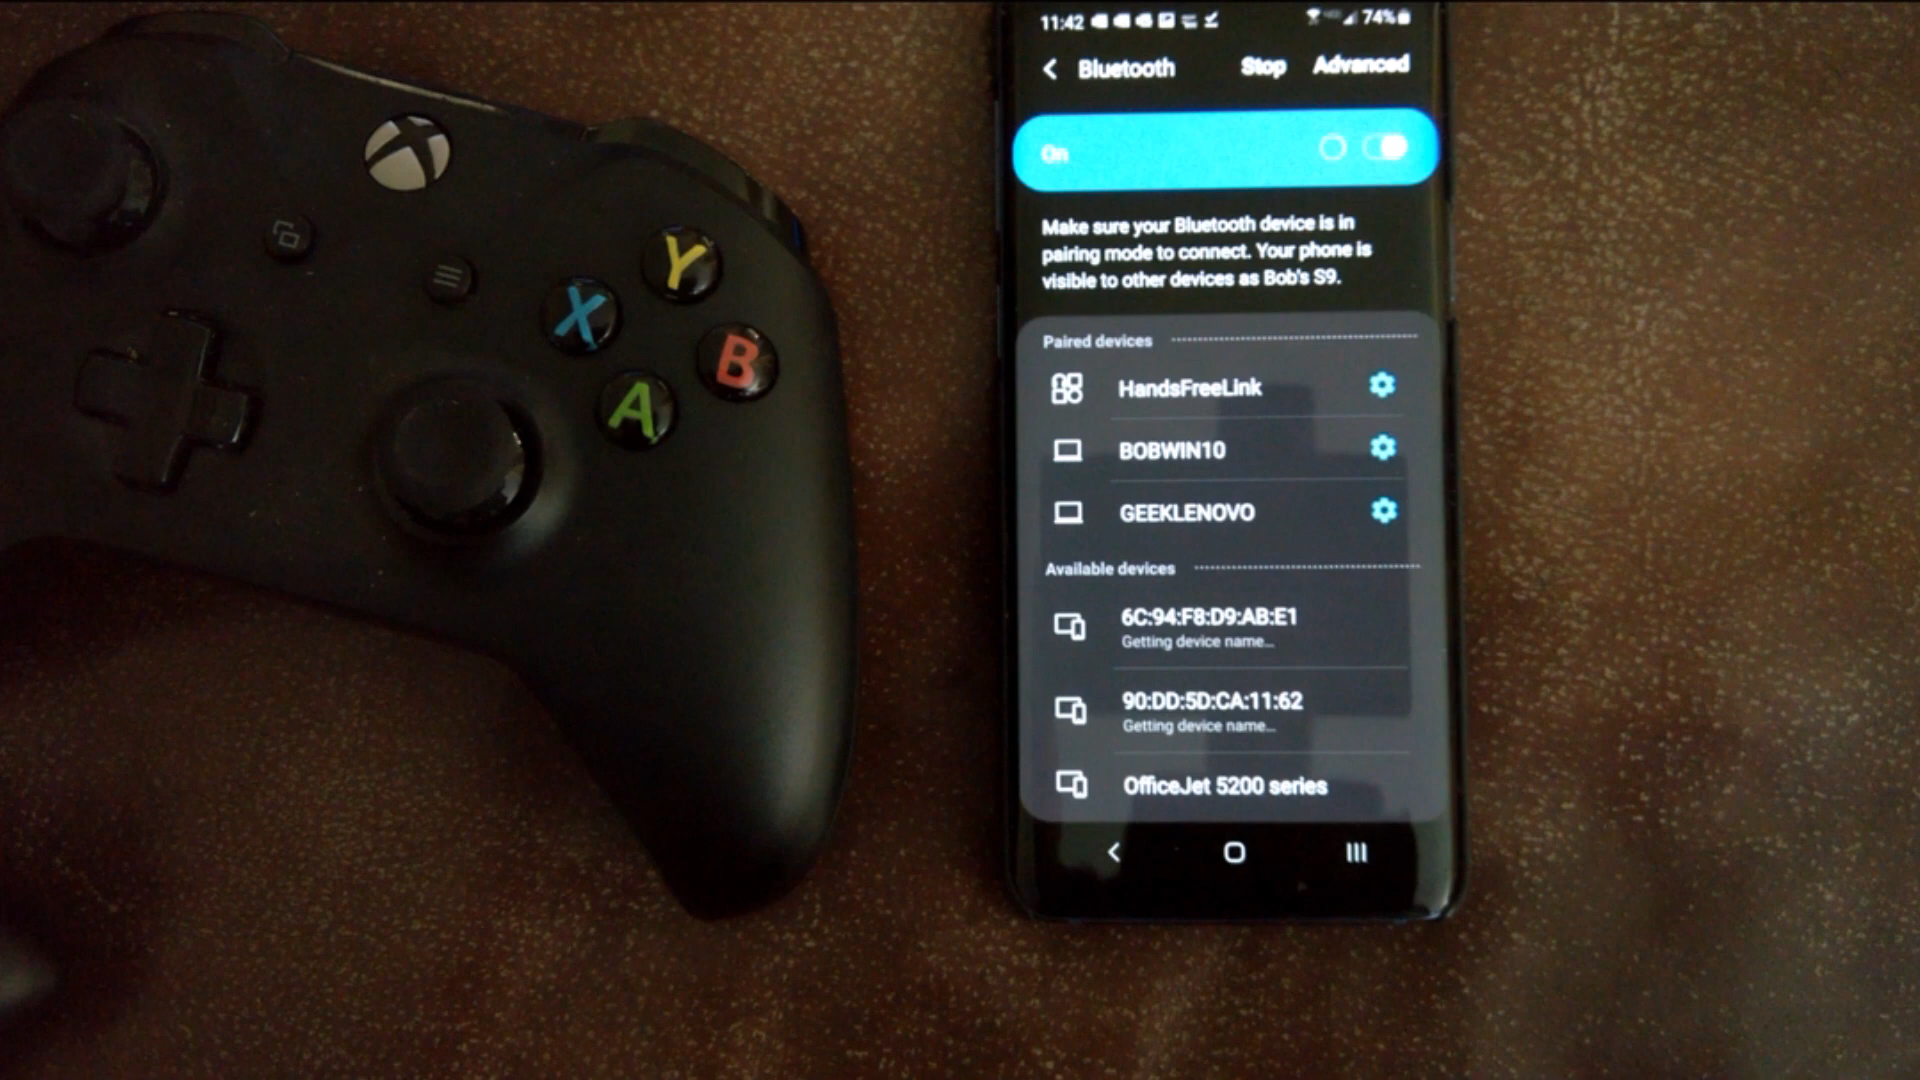 11:42
74%
Bluetooth
Stop
Advanced
On
Make sure your Bluetooth device is in
pairing mode to connect. Your phone is
visible to other devices as Bob's S9.
Paired devices
HandsFreeLink
BOBWIN10
GEEKLENOVO
Available devices
6C:94:F8:D9:AB:E1
Getting device name...
90:DD:5D:CA:11:62
Getting device name...
OfficeJet 5200 series
Y
X
B
A